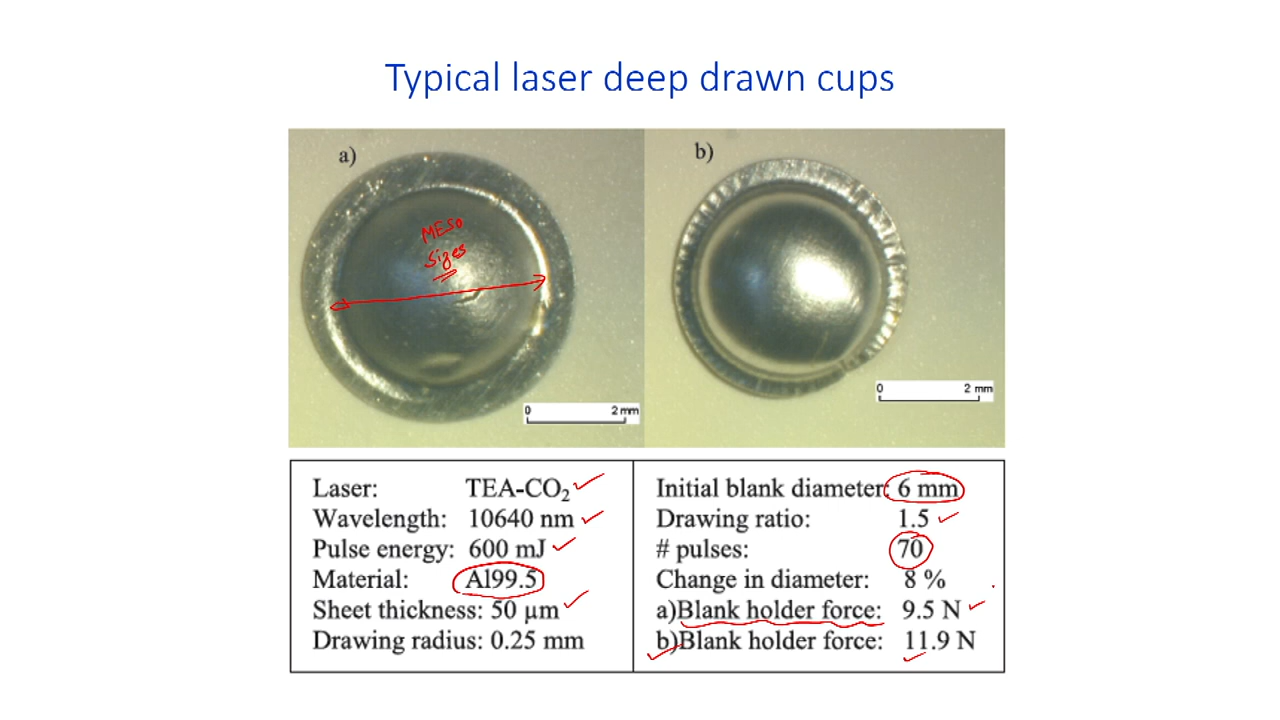 Typical laser deep drawn cups
a)
MESO
Sizes
0 2 mm
b)
0 2 mm
Laser: TEA-CO₂
Wavelength: 10640 nm
Pulse energy: 600 mJ
Material: Al99.5
Sheet thickness: 50 µm
Drawing radius: 0.25 mm
Initial blank diameter: 6 mm
Drawing ratio: 1.5
# pulses: 70
Change in diameter: 8 %
a)Blank holder force: 9.5 N
b)Blank holder force: 11.9 N